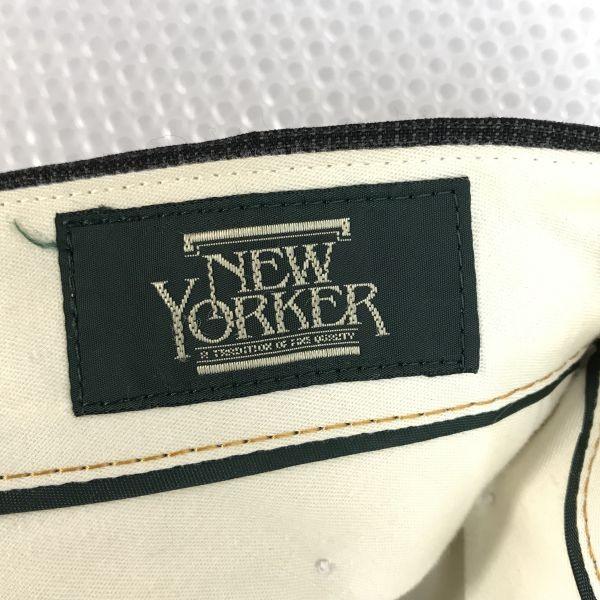 NEW
YORKER
A TRADITION OF FINE QUALITY